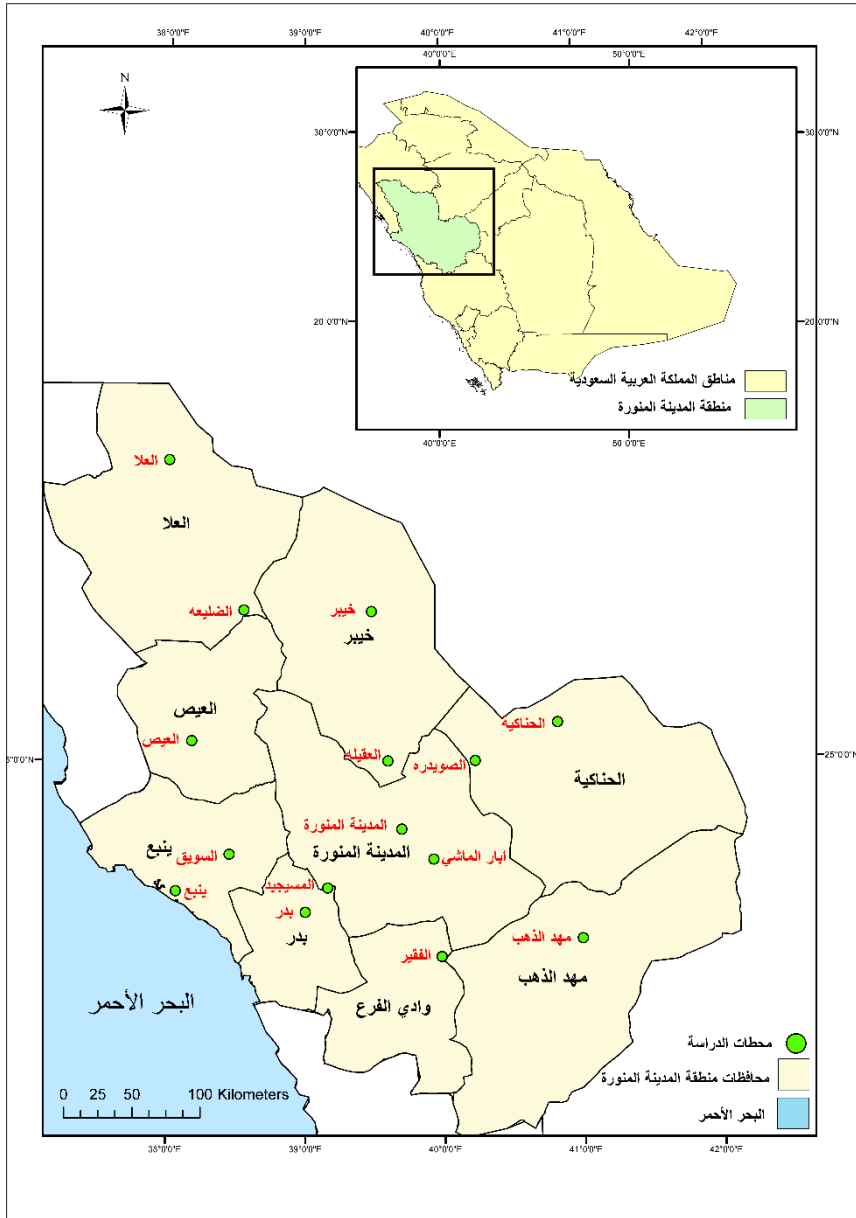 38°0'0"E 39°0'0"E 40°0'0"E 41°0'0"E 42°0'0"E
N
40°0'0"E 50°0'0"E
30°0'0"N 30°0'0"N
20°0'0"N 20°0'0"N
مناطق المملكة العربية السعودية
منطقة المدينة المنورة
40°0'0"E 50°0'0"E
العلا
العلا
الضليعه
خيبر
خيبر
العيص
العيص
الحناكية
العقيله
الصويدره
25°0'0"N
الحناكية
المدينة المنورة
المدينة المنورة
ابار الماشي
ينبع
السويق
المسيجيد
ينبع
بدر
بدر
مهد الذهب
الفقير
مهد الذهب
وادي الفرع
البحر الأحمر
محطات الدراسة
محافظات منطقة المدينة المنورة
البحر الأحمر
0 25 50 100 Kilometers
38°0'0"E 39°0'0"E 40°0'0"E 41°0'0"E 42°0'0"E